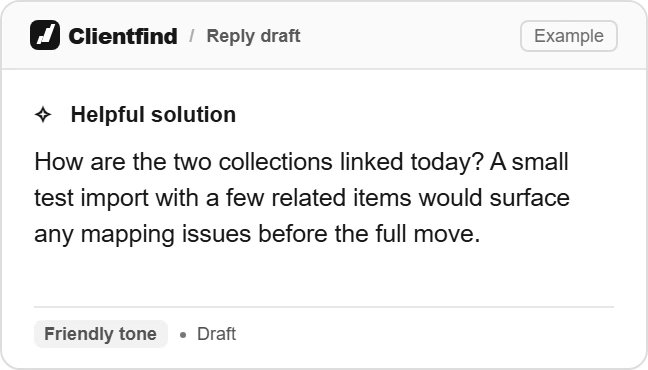 Clientfind / Reply draft
Example
Helpful solution
How are the two collections linked today? A small
test import with a few related items would surface
any mapping issues before the full move.
Friendly tone • Draft